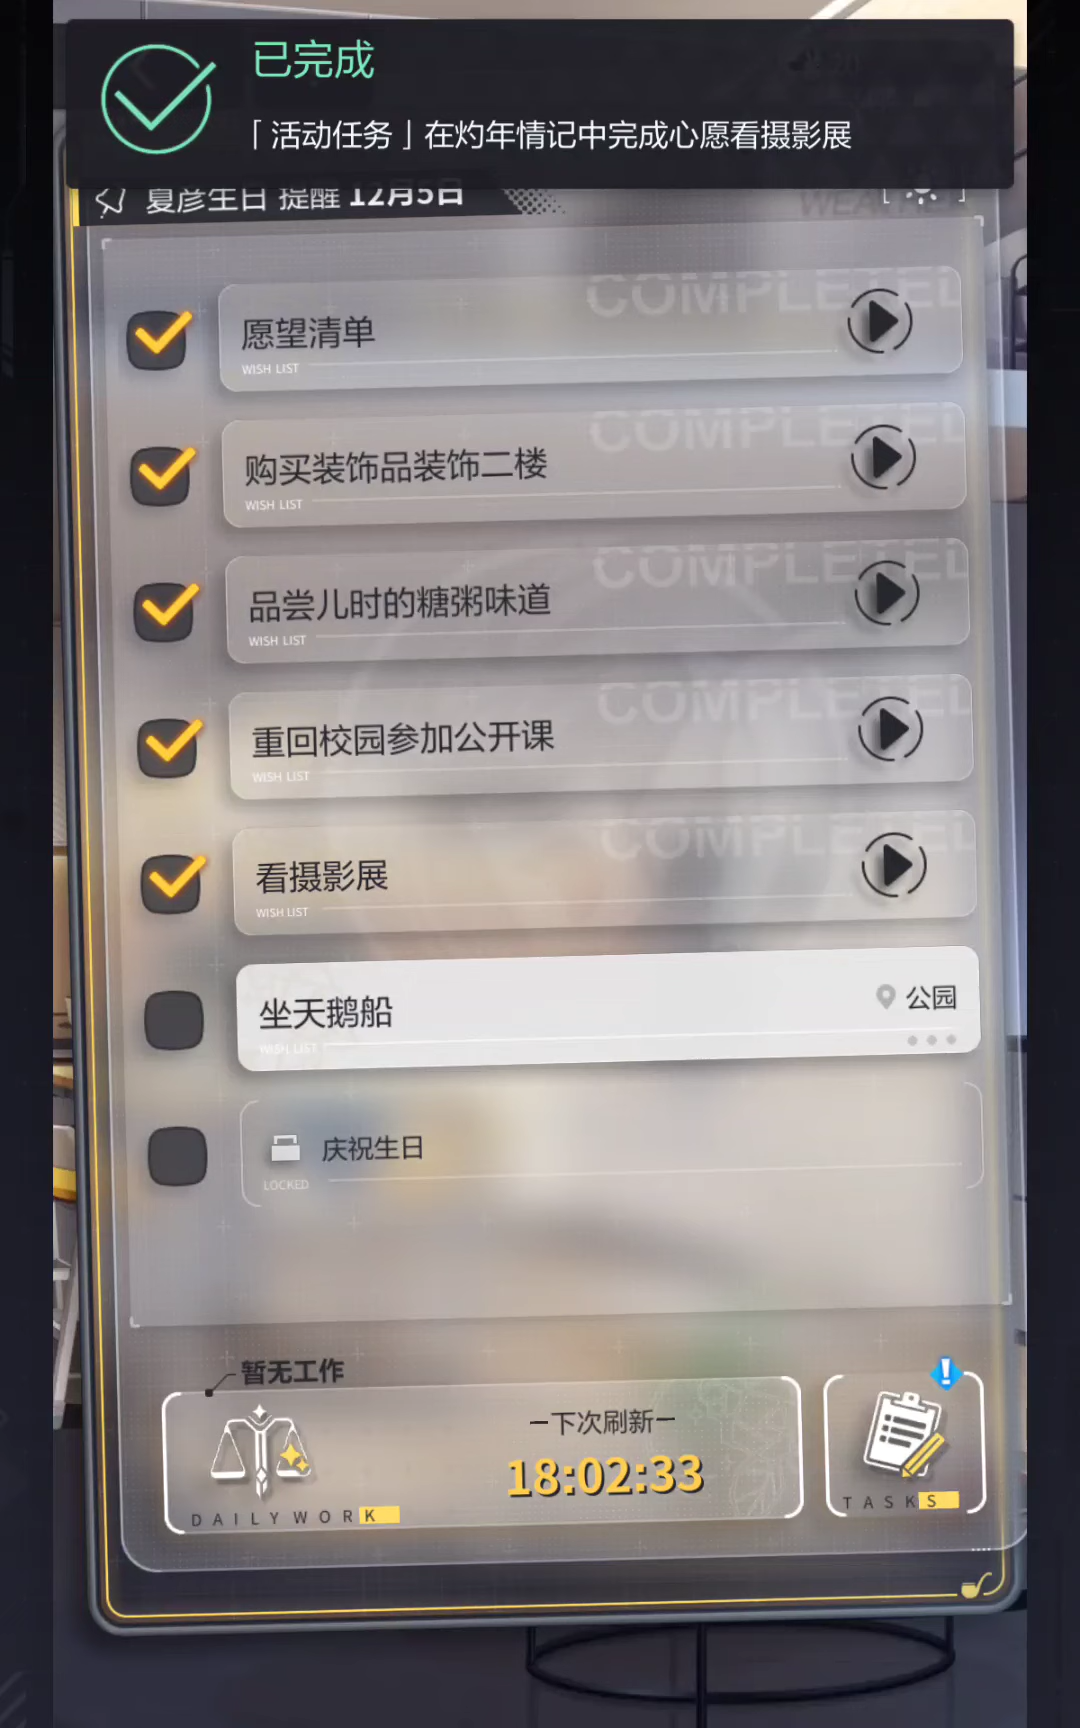 已完成
「活动任务」在灼年情记中完成心愿看摄影展
夏彦生日 提醒 12月5日
WEATHER
COMPLETED
愿望清单
WISH LIST
COMPLETED
购买装饰品装饰二楼
WISH LIST
COMPLETED
品尝儿时的糖粥味道
WISH LIST
COMPLETED
重回校园参加公开课
WISH LIST
COMPLETED
看摄影展
WISH LIST
坐天鹅船
公园
WISH LIST
庆祝生日
LOCKED
暂无工作
下次刷新
18:02:33
DAILY WORK
TASKS